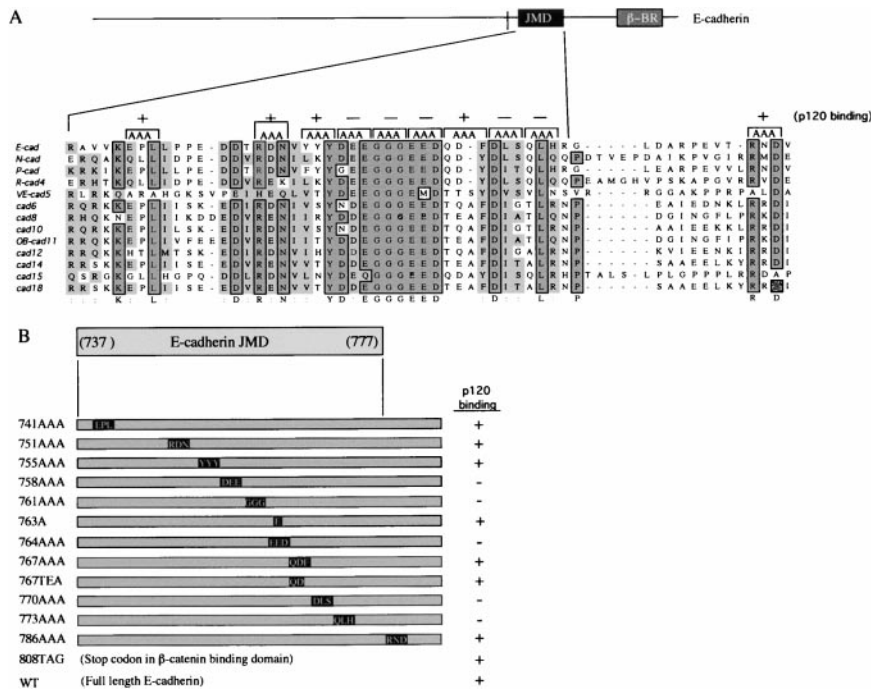 A
JMD
β-BR
E-cadherin
+ + + − − − + − − + (p120 binding)
AAA AAA AAA AAA AAA AAA AAA AAA AAA AAA
E-cad R A V V K E P L L P P E - D D T R D N V Y Y Y D E E G G G E E D Q D - F D L S Q L H R G - - - - - - L D A R P E V T - R N D V
N-cad E R Q A K Q L L I D P E - D D V R D N I L K Y D E E G G G E E D Q D - Y D L S Q L Q Q P D T V E P D A I K P V G I R R M D E
P-cad K R K I K E P L L L P E - D D T R D N V F Y Y G E E G G G E E D Q D - Y D I T Q L H R G - - - - - - L E A R P E V V L R N D V
R-cad4 E R H T K Q L L I D P E - D D V R E K I L K Y D E E G G G E E D Q D - Y D L S Q L Q Q P E A M G H V P S K A P G V R R V D E
VE-cad5 R L R K Q A R A H G K S V P E I H E Q L V T Y D E E G G G E M D T T S Y D V S V L N S V R - - - - G G A K P P R P A L D A
cad6 R R Q K K E P L I I S K - E D I R D N I V S Y N D E G G G E E D T E A F D I G T L R N P - - - - - - E A I E D N K L R R D I
cad8 R H Q K N E P L I I K D D E D V R E N I I R Y D D E G G G E E D T E A F D I A T L Q N P - - - - - - D G I N G F L P R K D I
cad10 R R Q K K E P L I I S K - E D V R D N I V T Y N D E G G G E E D T E A F D I G T L R N P - - - - - - E A I E E K K L R R D I
OB-cad11 R R Q K K E P L I V F E E E D V R E N I I T Y D D E G G G E E D T E A F D I A T L Q N P - - - - - - D G I N G F I P R K D I
cad12 R R Q K K H T L M T S K - E D I R D N V I H Y D D E G G G E E D T Q A F D I G A L R N P - - - - - - K V I E E N K I R R D I
cad14 R R S K K E P L I I S E - E D V R E N V V T Y D D E G G G E E D T E A F D I T A L R N P - - - - - - S A A E E L K Y R R D I
cad15 Q S R G K G L L H G P Q - D D L R D N V L N Y D E Q G G G E E D Q D A Y D I S Q L R H P T A L S - L P L G P P P L R R D A P
cad18 R R S K K E P L I I S E - E D V R E N V V T Y D D E G G G E E D T E A F D I T A L R N P - - - - - - S A A E E L K Y R R D I
K L D R N Y D E G G G E E D D L P R D
B
(737) E-cadherin JMD (777)
p120 binding
741AAA EPL +
751AAA RDN +
755AAA YYY +
758AAA DEE -
761AAA GGG -
763A E +
764AAA EED -
767AAA QDF +
767TEA QD +
770AAA DLS -
773AAA QLH -
786AAA RND +
808TAG (Stop codon in β-catenin binding domain) +
WT (Full length E-cadherin) +